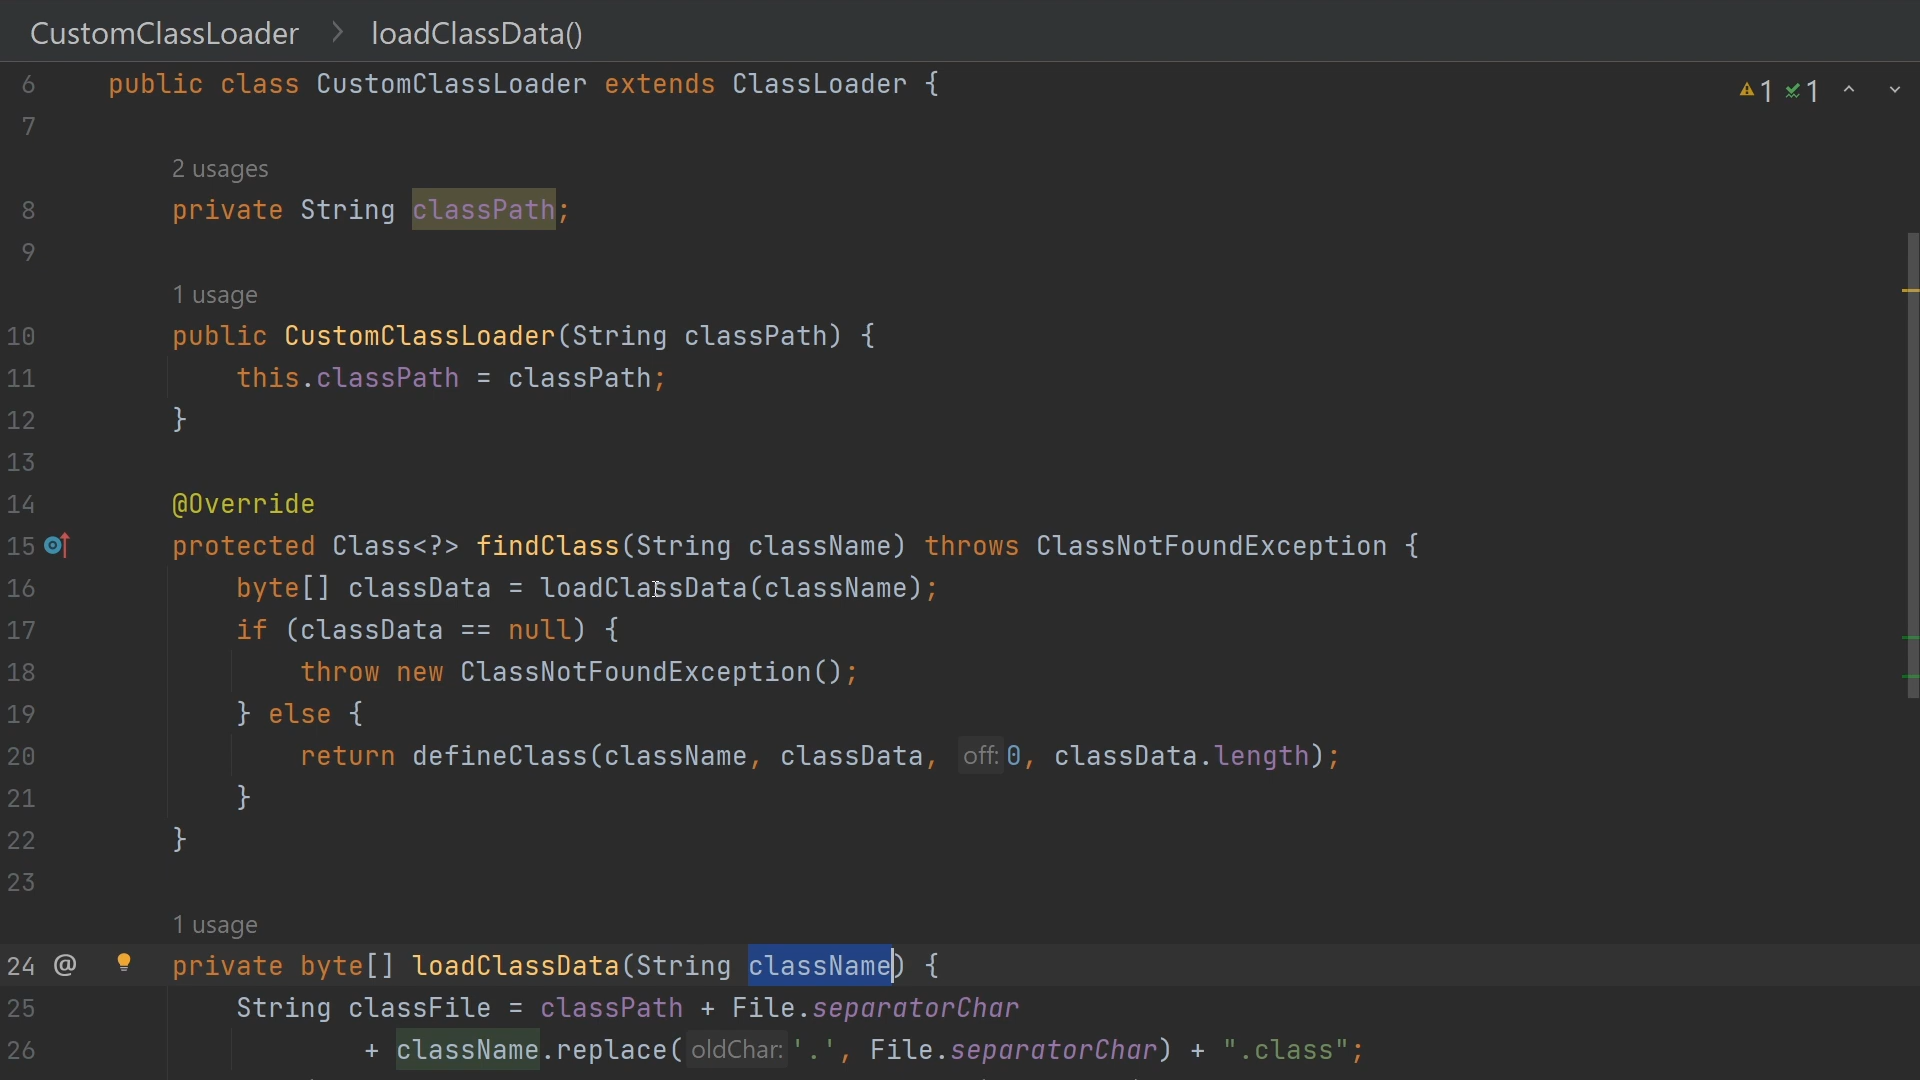 CustomClassLoader > loadClassData()
6 public class CustomClassLoader extends ClassLoader {
⚠1 ✓1
7
2 usages
8 private String classPath;
9
1 usage
10 public CustomClassLoader(String classPath) {
11 this.classPath = classPath;
12 }
13
14 @Override
15 protected Class<?> findClass(String className) throws ClassNotFoundException {
16 byte[] classData = loadClassData(className);
17 if (classData == null) {
18 throw new ClassNotFoundException();
19 } else {
20 return defineClass(className, classData, off: 0, classData.length);
21 }
22 }
23
1 usage
24 @ private byte[] loadClassData(String className) {
25 String classFile = classPath + File.separatorChar
26 + className.replace( oldChar: '.', File.separatorChar) + ".class";